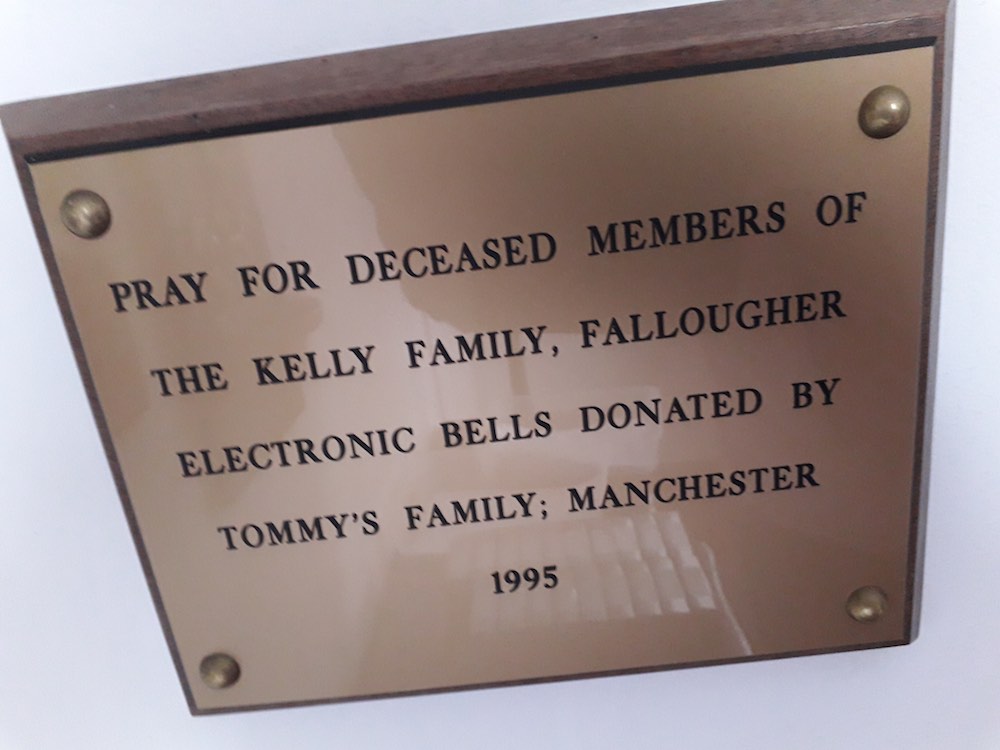 PRAY FOR DECEASED MEMBERS OF
THE KELLY FAMILY, FALLOUGHER
ELECTRONIC BELLS DONATED BY
TOMMY'S FAMILY; MANCHESTER
1995